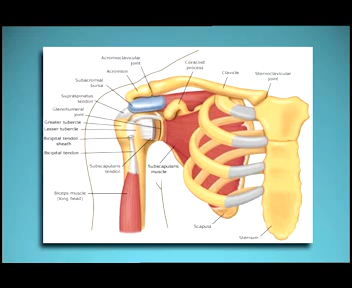 Acromioclavicular
joint
Acromion
Subacromial
bursa
Supraspinatus
tendon
Glenohumeral
joint
Greater tubercle
Lesser tubercle
Bicipital tendon
sheath
Bicipital tendon
Biceps muscle
(long head)
Coracoid
process
Clavicle
Sternoclavicular
joint
Subscapularis
tendon
Subscapularis
muscle
Scapula
Sternum